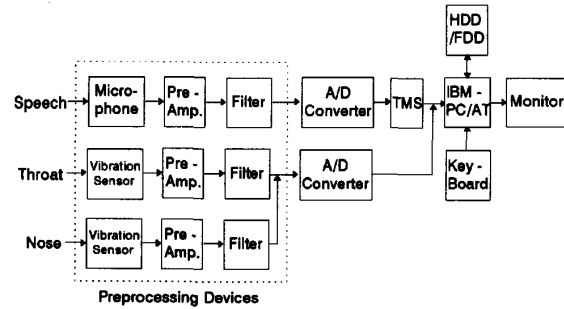 HDD
/FDD
Speech
Micro-
phone
Pre -
Amp.
Filter
A/D
Converter
TMS
IBM -
PC/AT
Monitor
Throat
Vibration
Sensor
Pre -
Amp.
Filter
A/D
Converter
Key -
Board
Nose
Vibration
Sensor
Pre -
Amp.
Filter
Preprocessing Devices